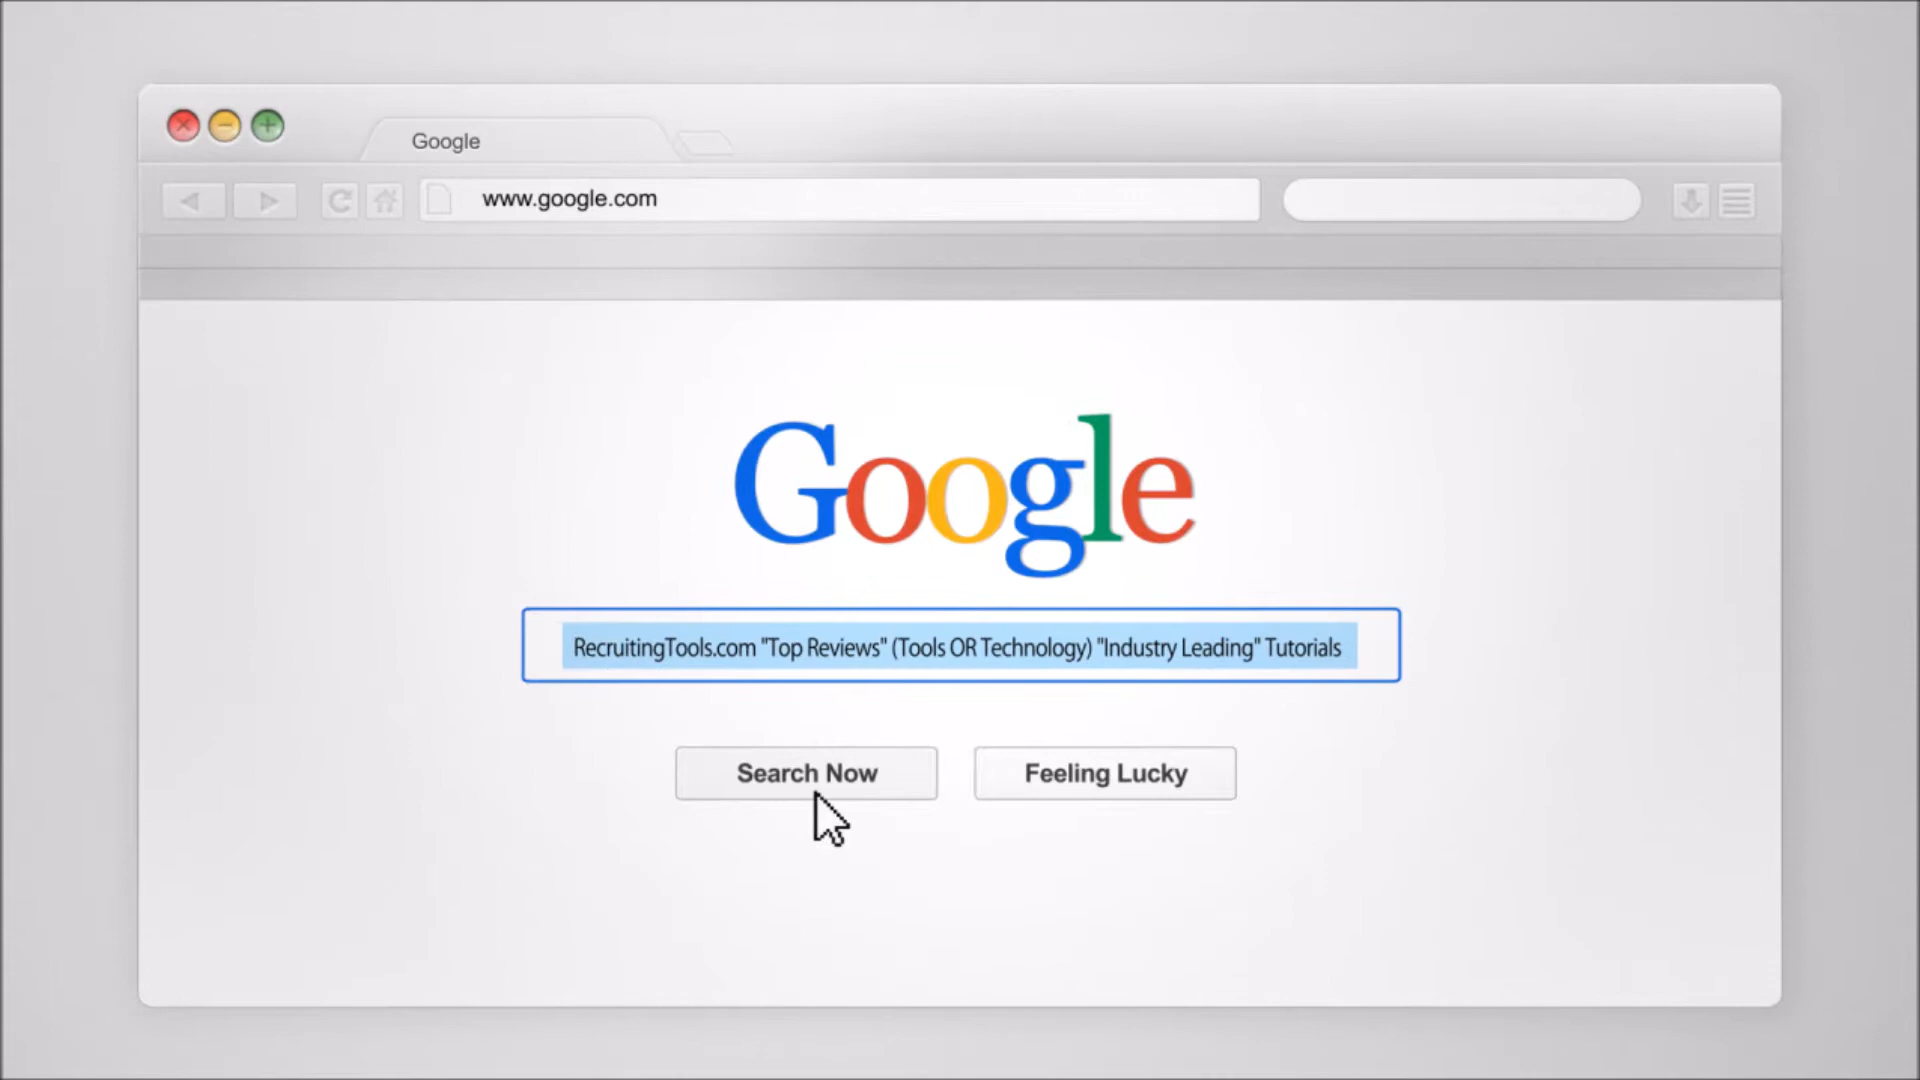 Google
www.google.com
Google
RecruitingTools.com "Top Reviews" (Tools OR Technology) "Industry Leading" Tutorials
Search Now
Feeling Lucky